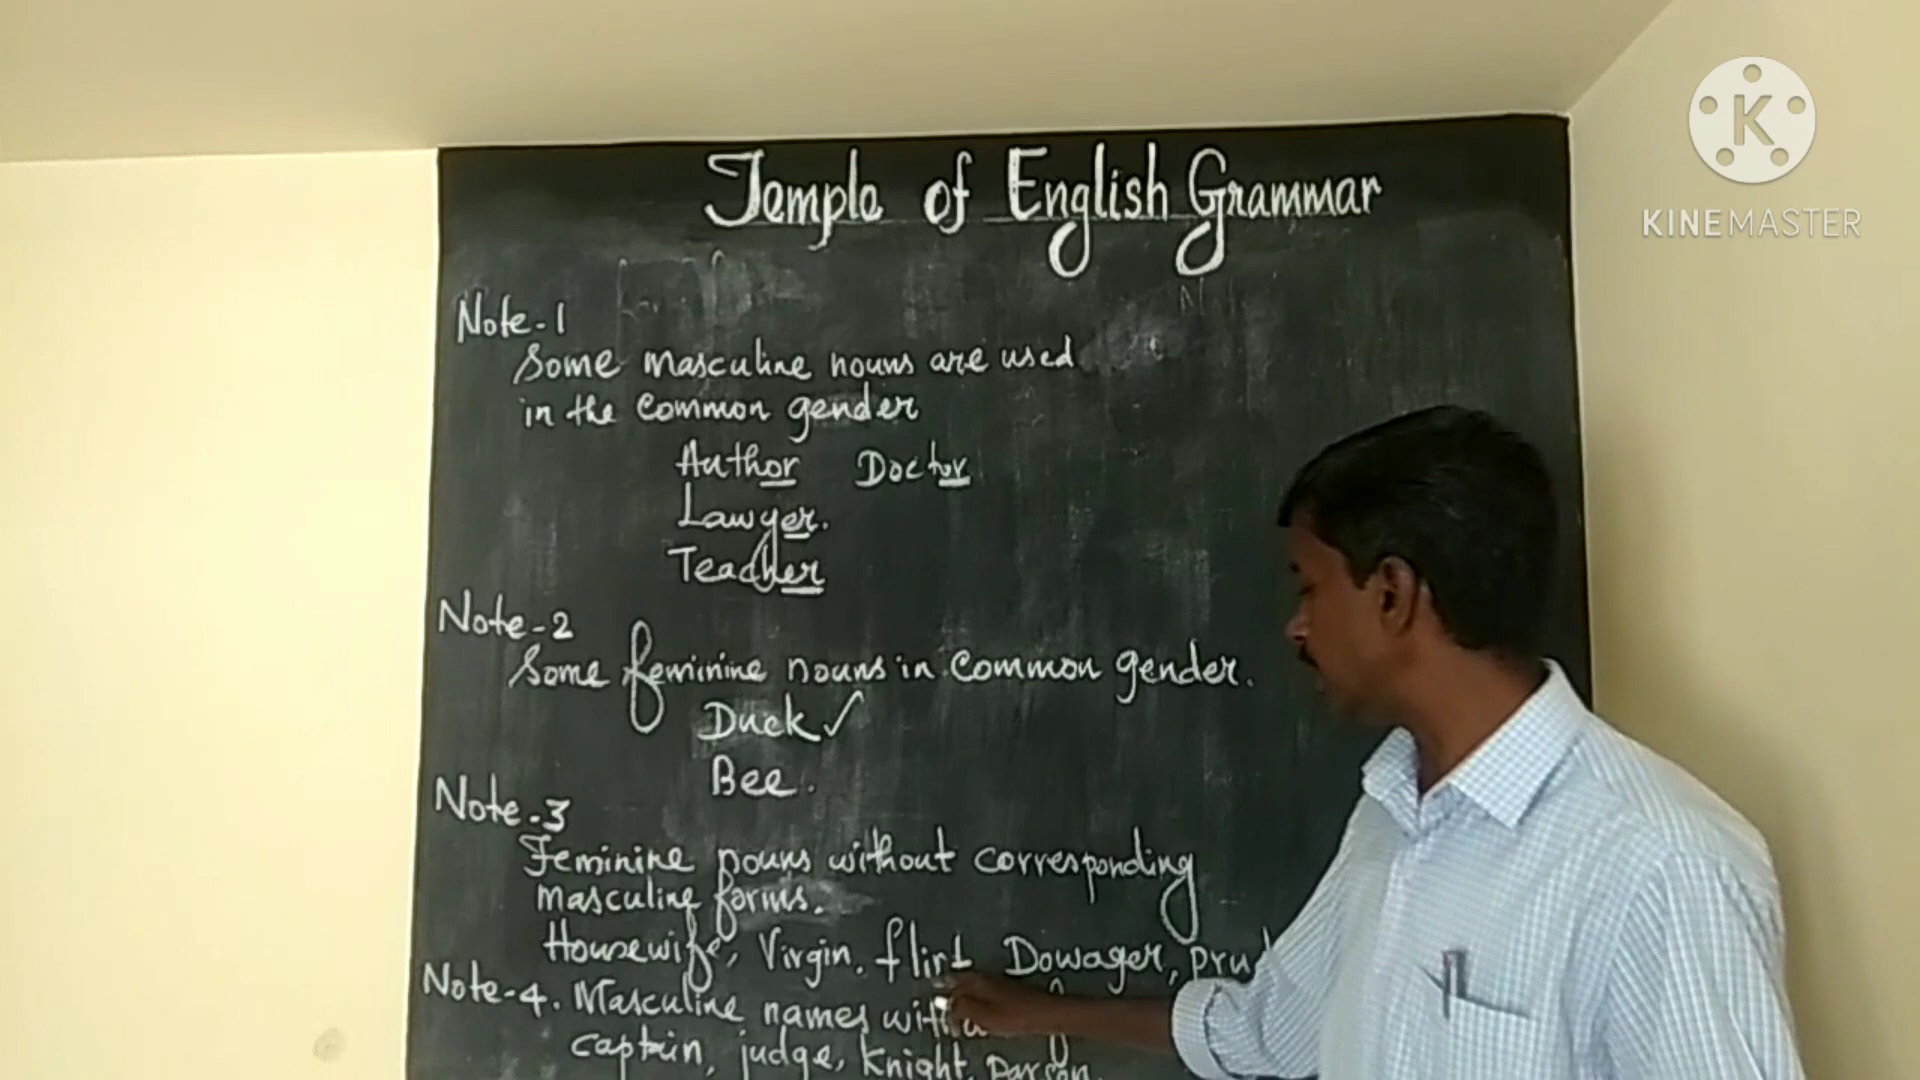 Temple of English Grammar
KINEMASTER
Note-1
Some masculine nouns are used
in the common gender
Author Doctor
Lawyer.
Teacher
Note-2
Some feminine nouns in common gender.
Duck ✓
Bee.
Note-3
Feminine nouns without corresponding
masculine forms.
Housewife, Virgin. flirt Dowager,
Note-4. Masculine names
captain, judge, knight, Parson.